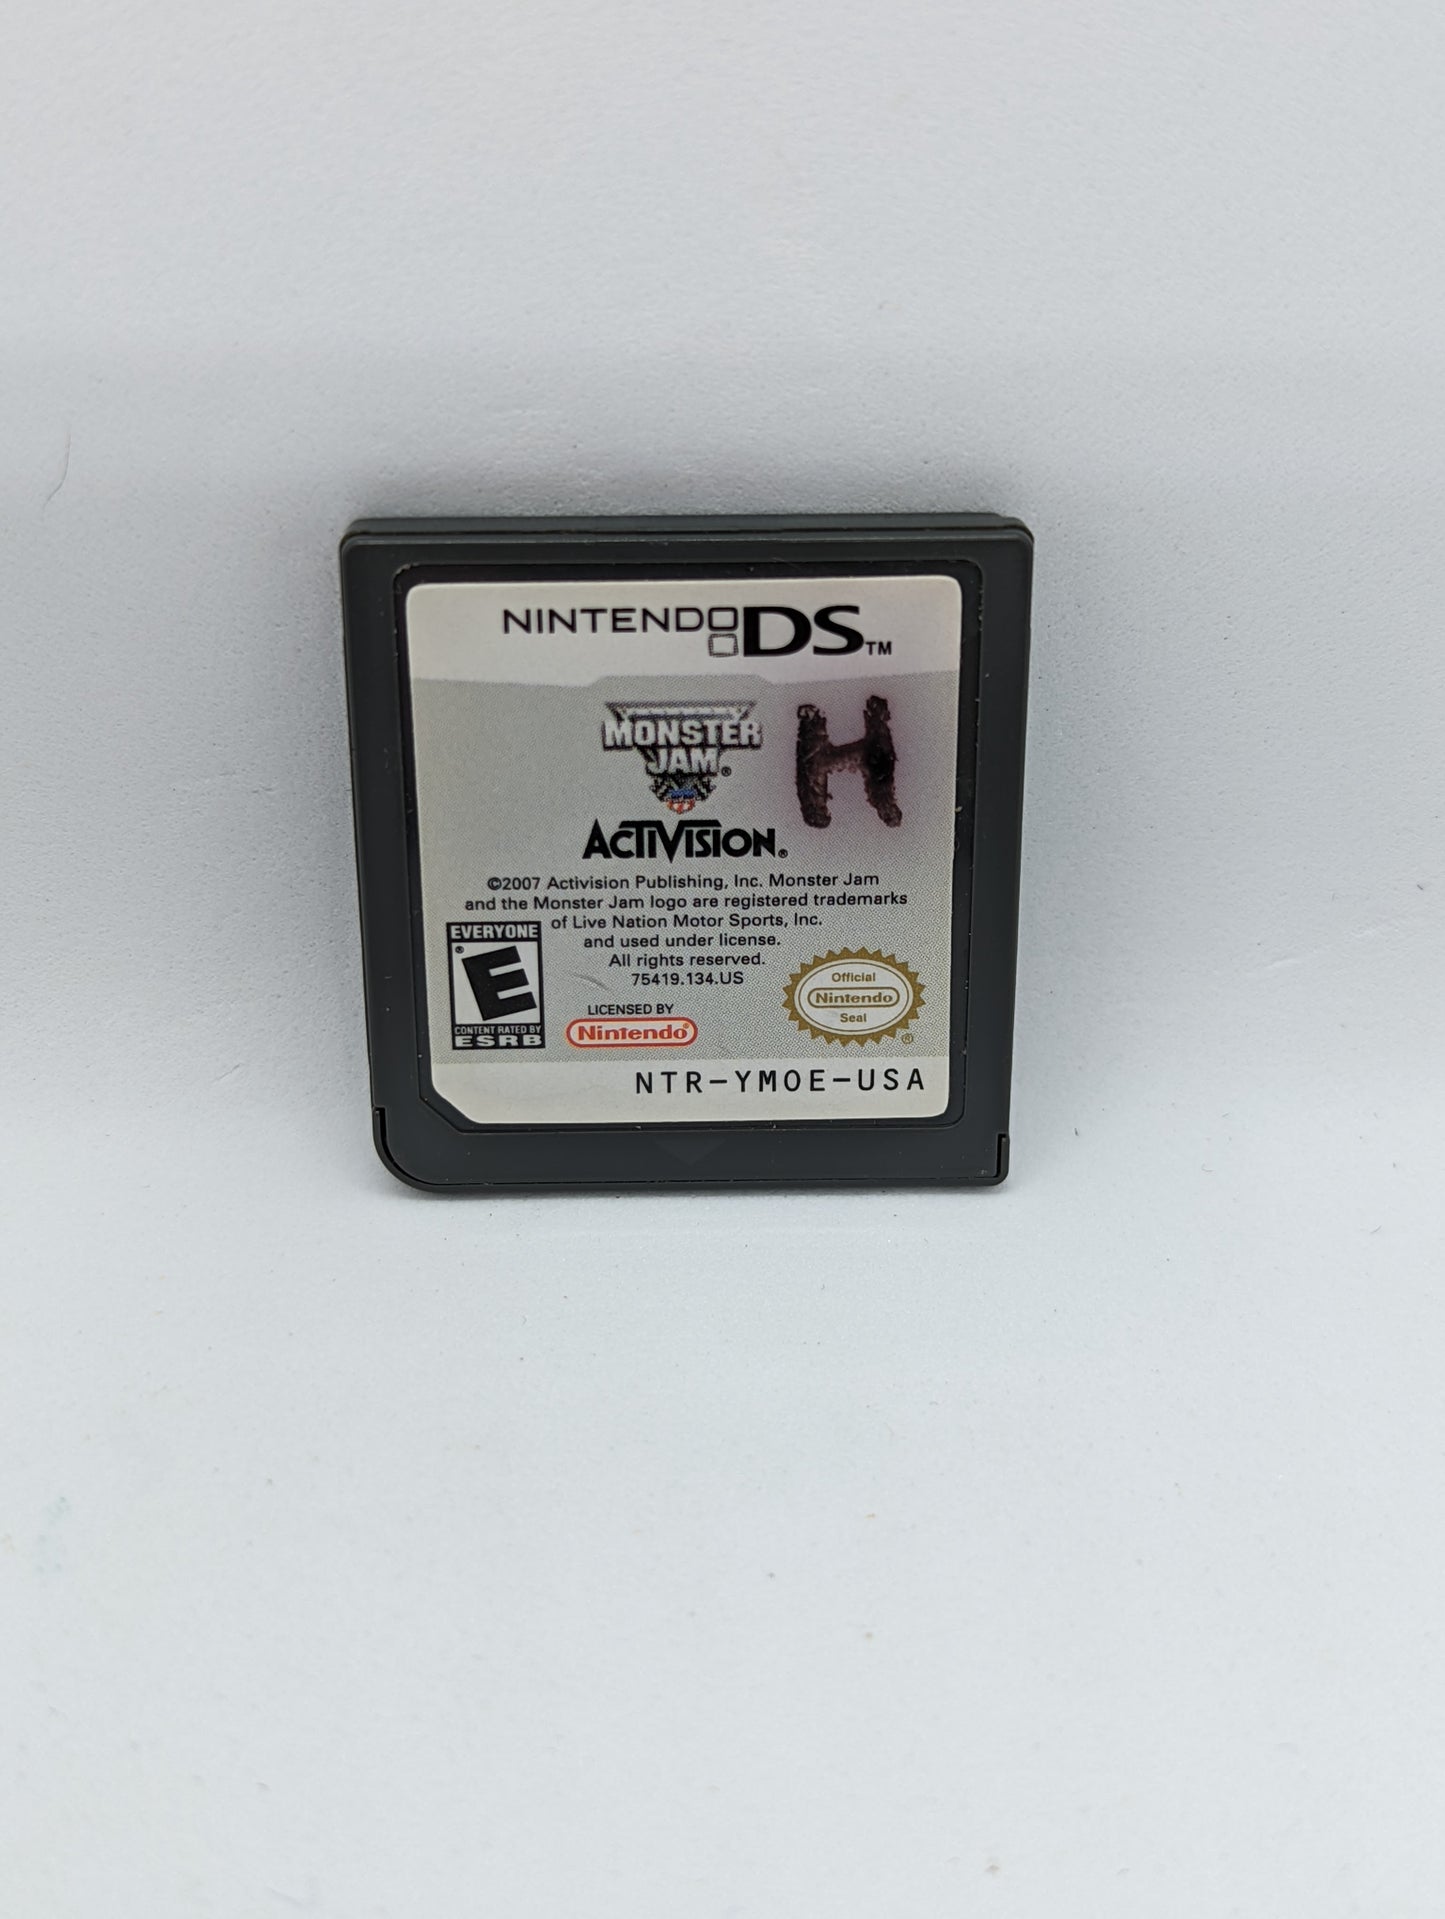 NINTENDO DS™
MONSTER
JAM®
H
ACTIVISION®
©2007 Activision Publishing, Inc. Monster Jam
and the Monster Jam logo are registered trademarks
of Live Nation Motor Sports, Inc.
and used under license.
All rights reserved.
75419.134.US
EVERYONE
E
®
CONTENT RATED BY
ESRB
LICENSED BY
Nintendo®
Official
Nintendo
Seal
®
NTR-YMOE-USA